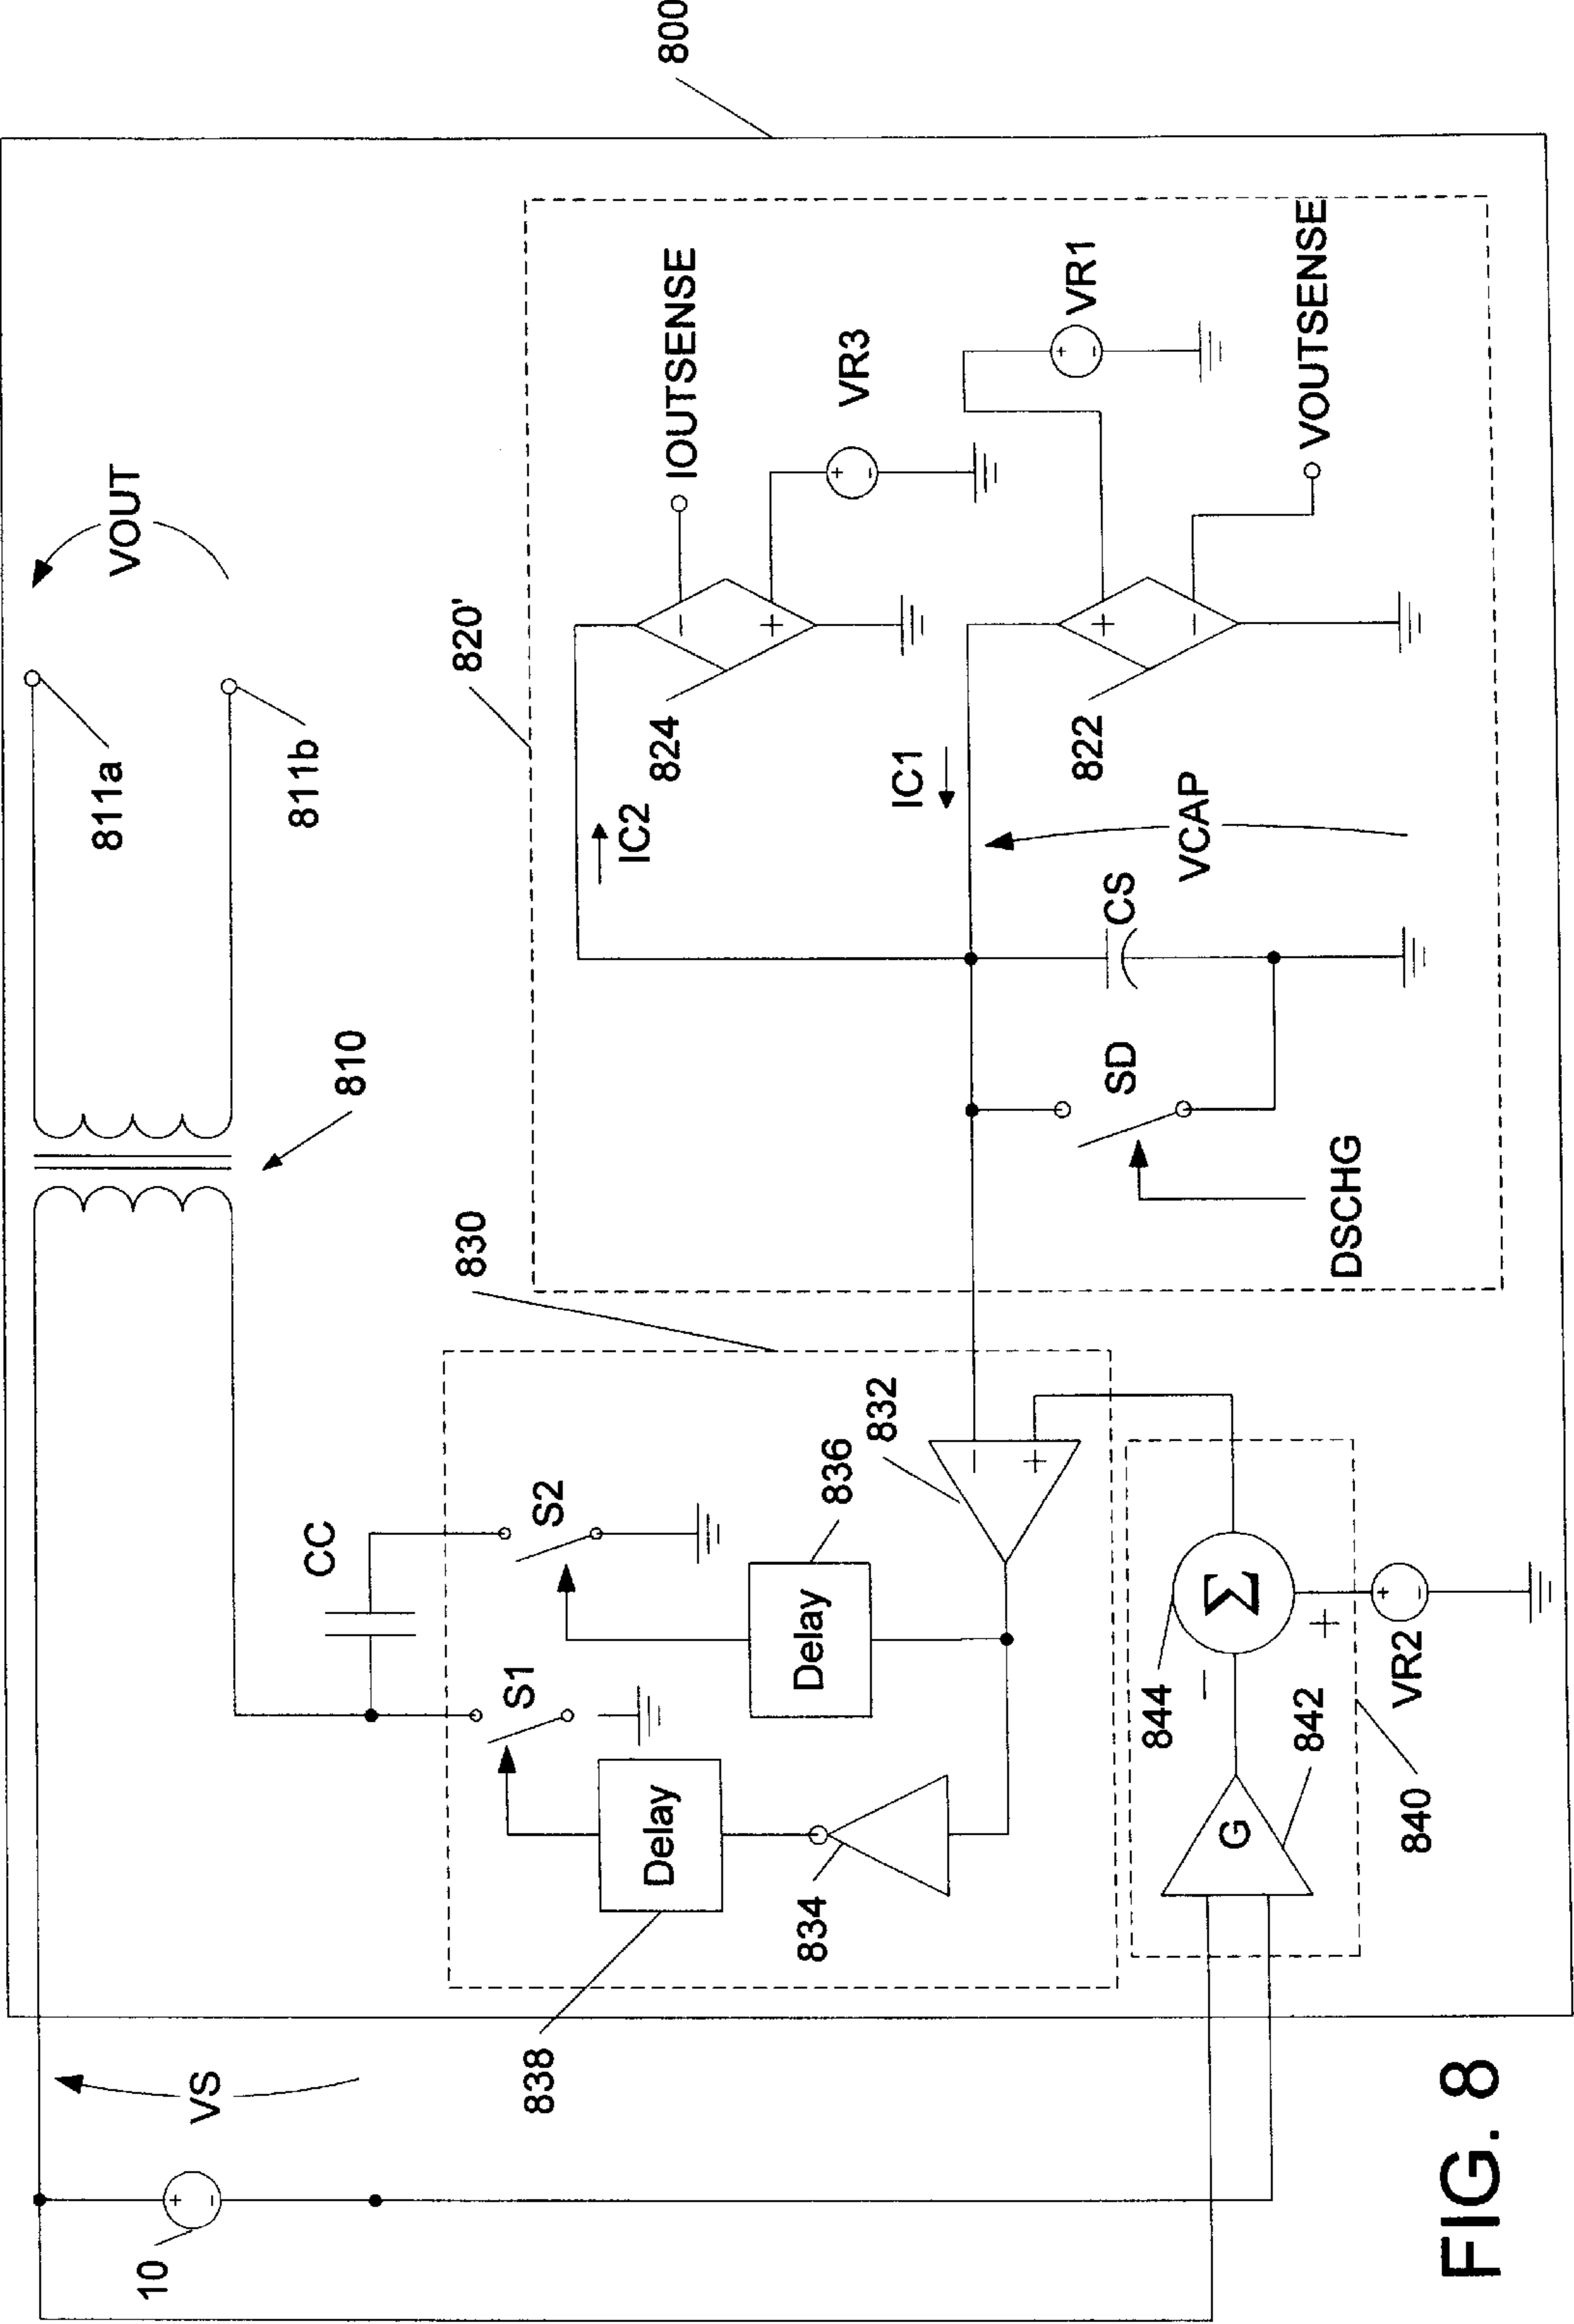 800
VOUT
811a
811b
810
820'
IOUTSENSE
VR3
824
IC2
VR1
VOUTSENSE
822
IC1
VCAP
CS
SD
DSCHG
830
CC
S2
S1
836
832
Delay
Delay
834
838
844
Σ
G
842
840
VR2
VS
10
FIG. 8